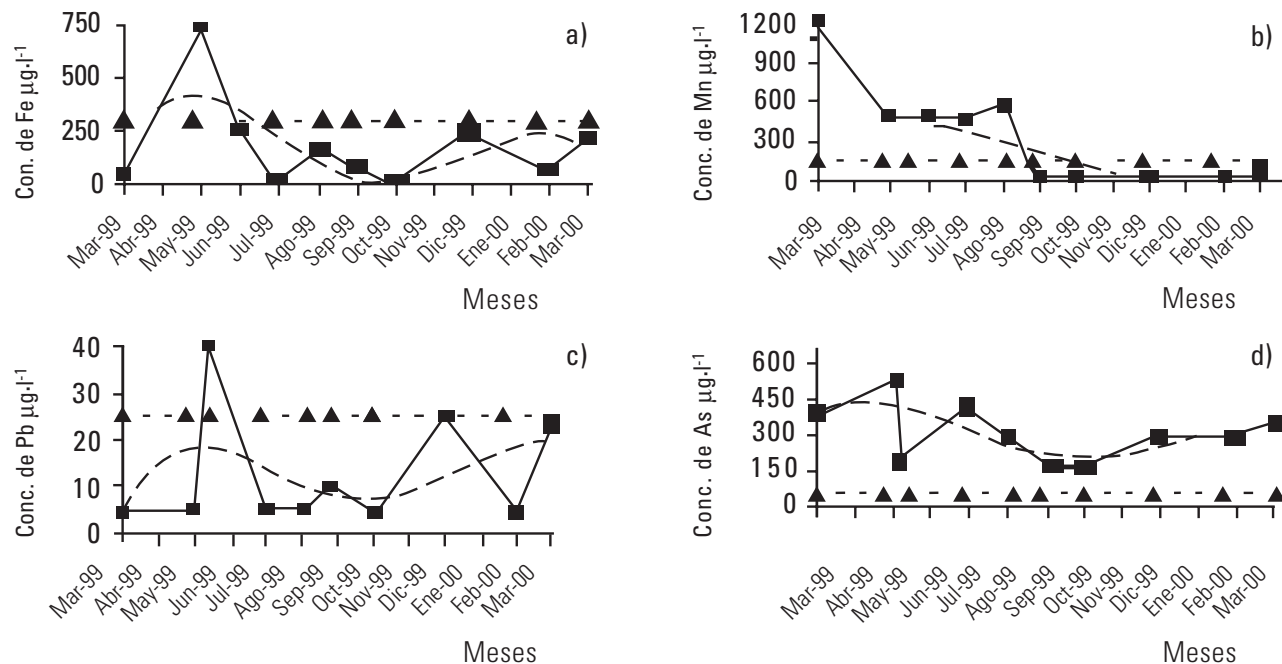 a)
Con. de Fe µg·l⁻¹
750
500
250
0
Mar-99
Abr-99
May-99
Jun-99
Jul-99
Ago-99
Sep-99
Oct-99
Nov-99
Dic-99
Ene-00
Feb-00
Mar-00
Meses
b)
Conc. de Mn µg·l⁻¹
1200
900
600
300
0
Mar-99
Abr-99
May-99
Jun-99
Jul-99
Ago-99
Sep-99
Oct-99
Nov-99
Dic-99
Ene-00
Feb-00
Mar-00
Meses
c)
Conc. de Pb µg·l⁻¹
40
30
20
10
0
Mar-99
Abr-99
May-99
Jun-99
Jul-99
Ago-99
Sep-99
Oct-99
Nov-99
Dic-99
Ene-00
Feb-00
Mar-00
Meses
d)
Conc. de As µg·l⁻¹
600
450
300
150
0
Mar-99
Abr-99
May-99
Jun-99
Jul-99
Ago-99
Sep-99
Oct-99
Nov-99
Dic-99
Ene-00
Feb-00
Mar-00
Meses